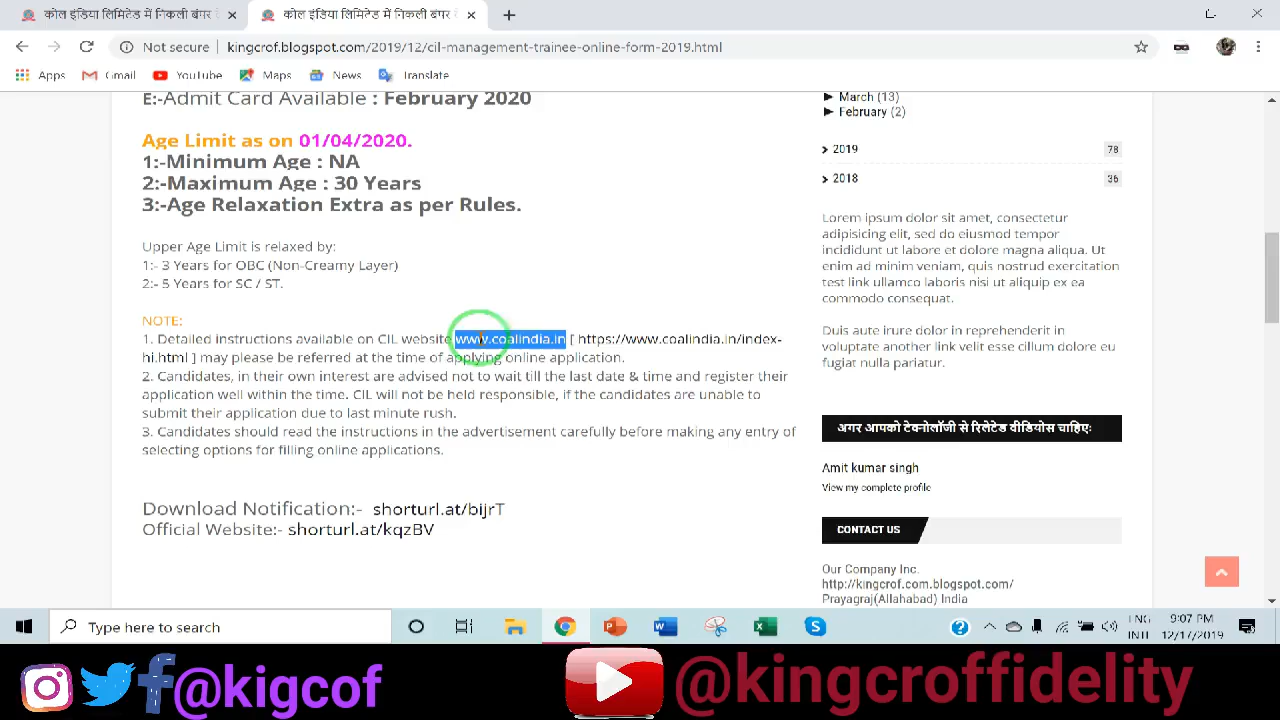 कोल इंडिया लिमिटेड में निकली बंपर
कोल इंडिया लिमिटेड में निकली बंपर
Not secure
kingcrof.blogspot.com/2019/12/cil-management-trainee-online-form-2019.html
Apps
Gmail
YouTube
Maps
News
Translate
E:-Admit Card Available : February 2020
Age Limit as on 01/04/2020.
1:-Minimum Age : NA
2:-Maximum Age : 30 Years
3:-Age Relaxation Extra as per Rules.
Upper Age Limit is relaxed by:
1:- 3 Years for OBC (Non-Creamy Layer)
2:- 5 Years for SC / ST.
NOTE:
1. Detailed instructions available on CIL website www.coalindia.in [ https://www.coalindia.in/index-
hi.html ] may please be referred at the time of applying online application.
2. Candidates, in their own interest are advised not to wait till the last date & time and register their
application well within the time. CIL will not be held responsible, if the candidates are unable to
submit their application due to last minute rush.
3. Candidates should read the instructions in the advertisement carefully before making any entry of
selecting options for filling online applications.
Download Notification:- shorturl.at/bijrT
Official Website:- shorturl.at/kqzBV
March (13)
February (2)
2019 78
2018 36
Lorem ipsum dolor sit amet, consectetur
adipisicing elit, sed do eiusmod tempor
incididunt ut labore et dolore magna aliqua. Ut
enim ad minim veniam, quis nostrud exercitation
test link ullamco laboris nisi ut aliquip ex ea
commodo consequat.
Duis aute irure dolor in reprehenderit in
voluptate another link velit esse cillum dolore eu
fugiat nulla pariatur.
अगर आपको टेक्नोलॉजी से रिलेटेड वीडियोस चाहिए:
Amit kumar singh
View my complete profile
CONTACT US
Our Company Inc.
http://kingcrof.com.blogspot.com/
Prayagraj(Allahabad) India
Type here to search
ENG
INTL
9:07 PM
12/17/2019
@kigcof
@kingcroffidelity